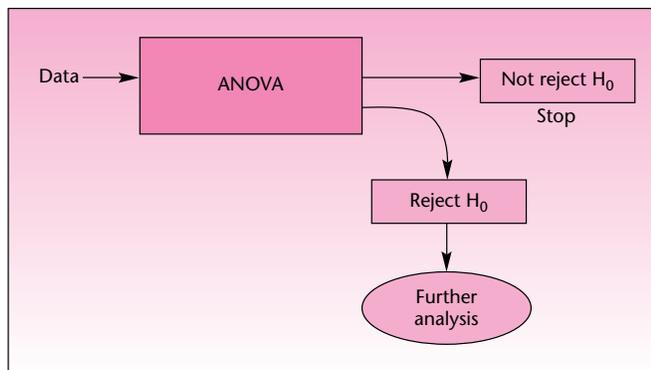 Data
ANOVA
Not reject H₀
Stop
Reject H₀
Further
analysis